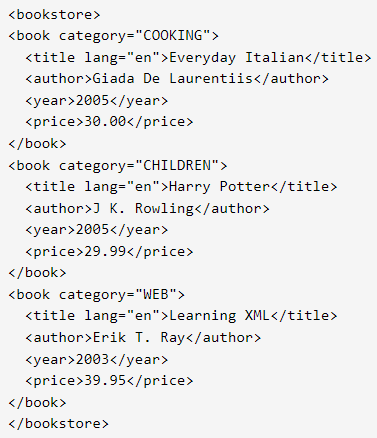 <bookstore>
<book category="COOKING">
  <title lang="en">Everyday Italian</title>
  <author>Giada De Laurentiis</author>
  <year>2005</year>
  <price>30.00</price>
</book>
<book category="CHILDREN">
  <title lang="en">Harry Potter</title>
  <author>J K. Rowling</author>
  <year>2005</year>
  <price>29.99</price>
</book>
<book category="WEB">
  <title lang="en">Learning XML</title>
  <author>Erik T. Ray</author>
  <year>2003</year>
  <price>39.95</price>
</book>
</bookstore>